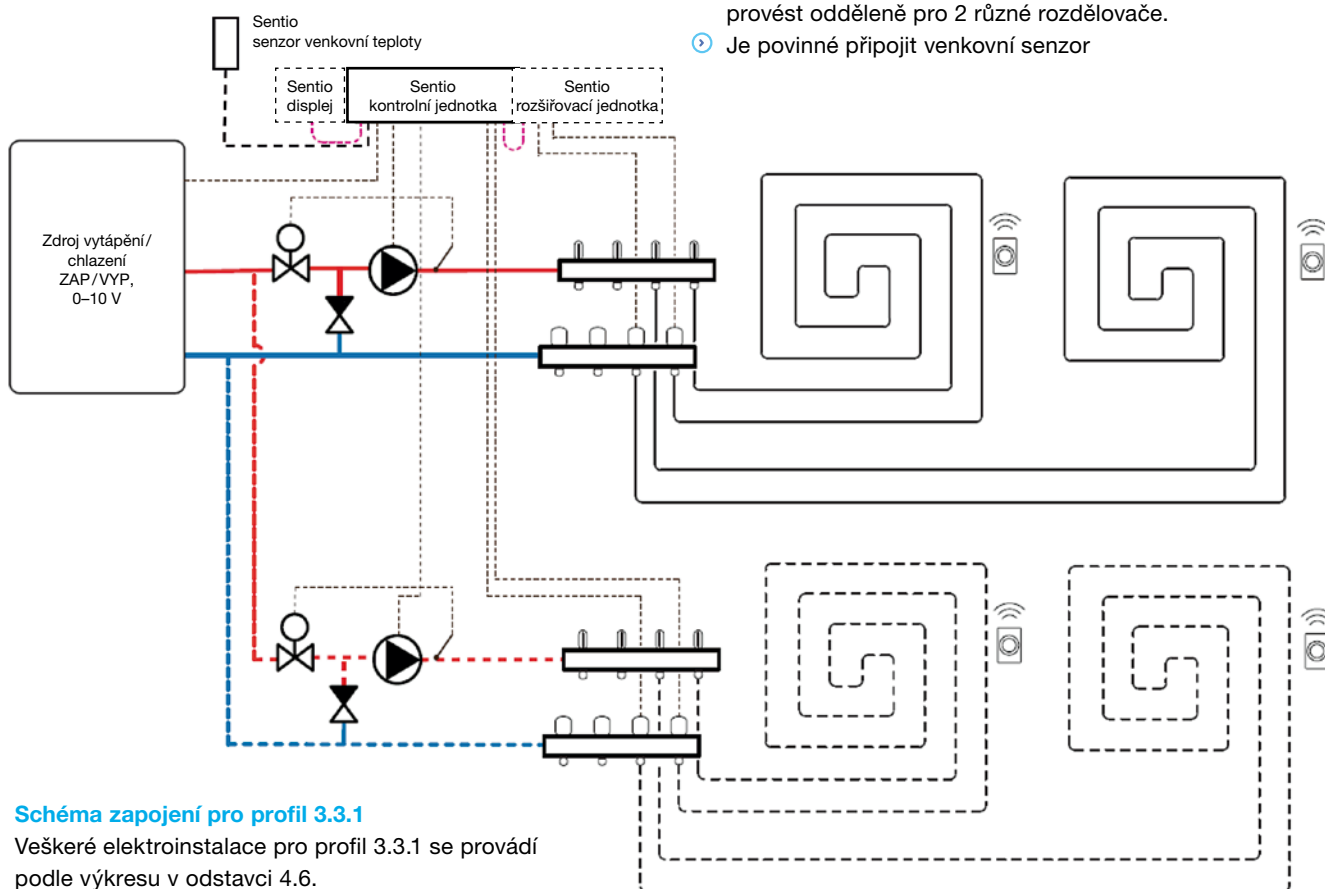 provést odděleně pro 2 různé rozdělovače.
Je povinné připojit venkovní senzor
Sentio
senzor venkovní teploty
Sentio
displej
Sentio
kontrolní jednotka
Sentio
rozšiřovací jednotka
Zdroj vytápění/
chlazení
ZAP/VYP,
0–10 V
Schéma zapojení pro profil 3.3.1
Veškeré elektroinstalace pro profil 3.3.1 se provádí
podle výkresu v odstavci 4.6.